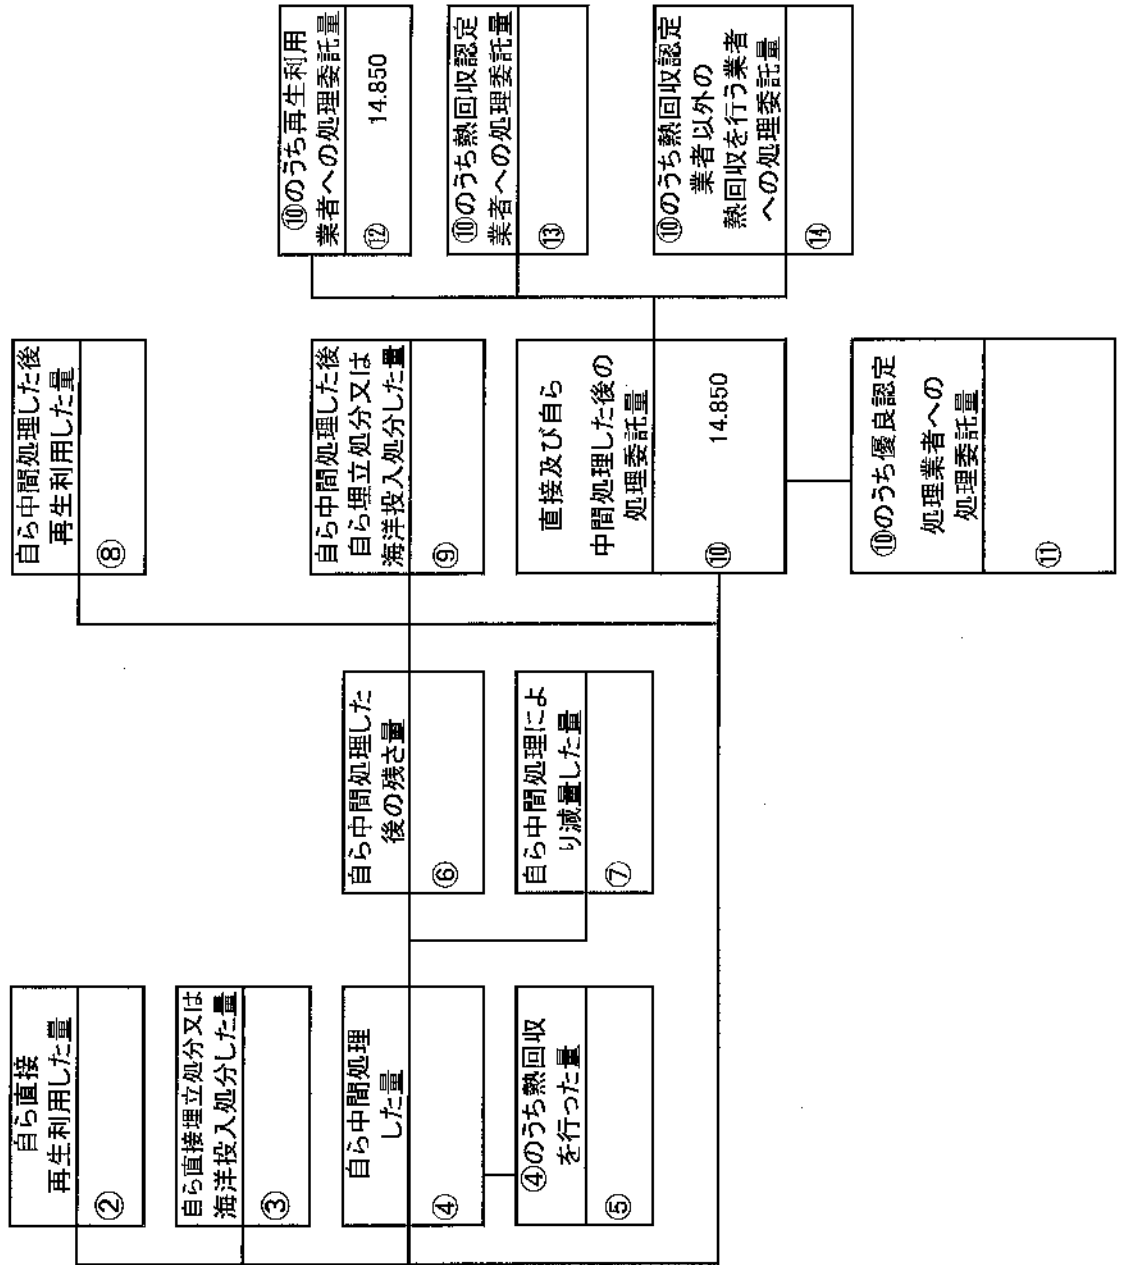 自ら直接
再生利用した量
②
自ら直接埋立処分又は
海洋投入処分した量
③
自ら中間処理
した量
④
④のうち熱回収
を行った量
⑤
自ら中間処理した
後の残さ量
⑥
自ら中間処理によ
り減量した量
⑦
自ら中間処理した後
再生利用した量
⑧
自ら中間処理した後
自ら埋立処分又は
海洋投入処分した量
⑨
直接及び自ら
中間処理した後の
処理委託量
⑩
14.850
⑩のうち優良認定
処理業者への
処理委託量
⑪
⑩のうち再生利用
業者への処理委託量
⑫
14.850
⑩のうち熱回収認定
業者への処理委託量
⑬
⑩のうち熱回収認定
業者以外の
熱回収を行う業者
への処理委託量
⑭